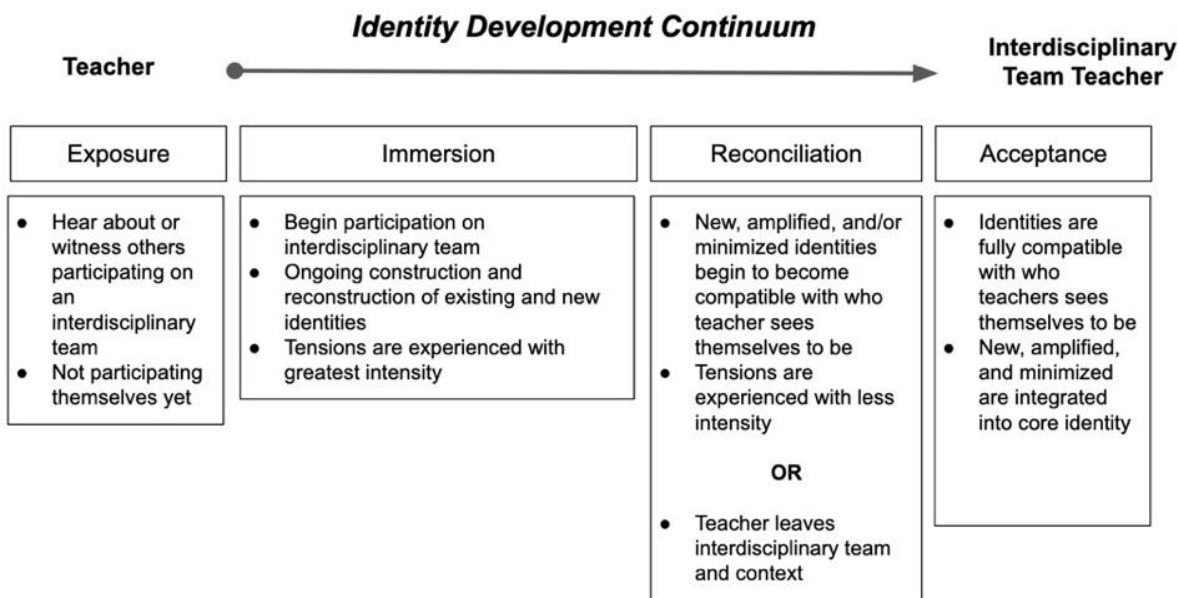 Identity Development Continuum
Teacher
Interdisciplinary
Team Teacher
Exposure
Immersion
Reconciliation
Acceptance
● Hear about or
witness others
participating on
an
interdisciplinary
team
● Not participating
themselves yet
● Begin participation on
interdisciplinary team
● Ongoing construction and
reconstruction of existing and new
identities
● Tensions are experienced with
greatest intensity
● New, amplified, and/or
minimized identities
begin to become
compatible with who
teacher sees
themselves to be
● Tensions are
experienced with less
intensity
OR
● Teacher leaves
interdisciplinary team
and context
● Identities are
fully compatible
with who
teachers sees
themselves to be
● New, amplified,
and minimized
are integrated
into core identity